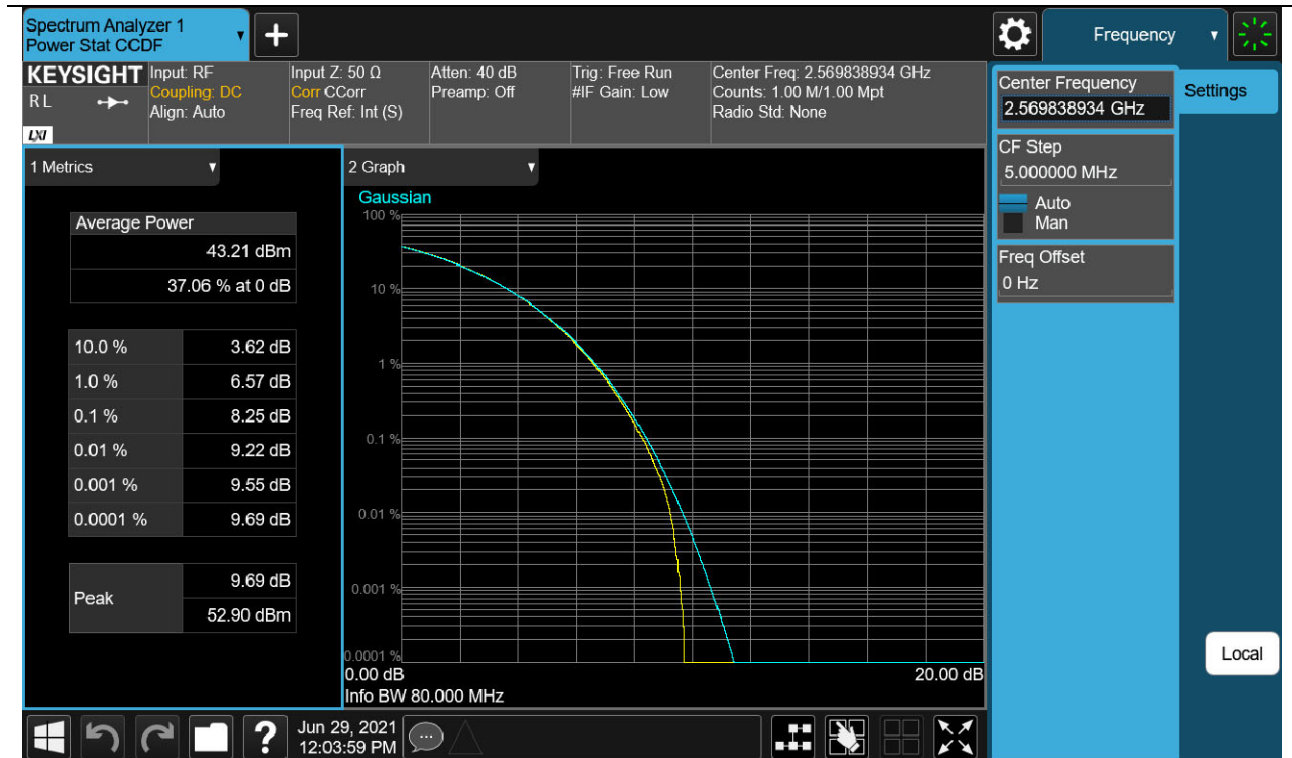 Spectrum Analyzer 1
Power Stat CCDF
Frequency
KEYSIGHT
RL
LXI
Input: RF
Coupling: DC
Align: Auto
Input Z: 50 Ω
Corr CCorr
Freq Ref: Int (S)
Atten: 40 dB
Preamp: Off
Trig: Free Run
#IF Gain: Low
Center Freq: 2.569838934 GHz
Counts: 1.00 M/1.00 Mpt
Radio Std: None
Center Frequency
2.569838934 GHz
Settings
CF Step
5.000000 MHz
Auto
Man
Freq Offset
0 Hz
1 Metrics
Average Power
43.21 dBm
37.06 % at 0 dB
10.0 % 3.62 dB
1.0 % 6.57 dB
0.1 % 8.25 dB
0.01 % 9.22 dB
0.001 % 9.55 dB
0.0001 % 9.69 dB
Peak
9.69 dB
52.90 dBm
2 Graph
Gaussian
100 %
10 %
1 %
0.1 %
0.01 %
0.001 %
0.0001 %
0.00 dB 20.00 dB
Info BW 80.000 MHz
Local
?
Jun 29, 2021
12:03:59 PM